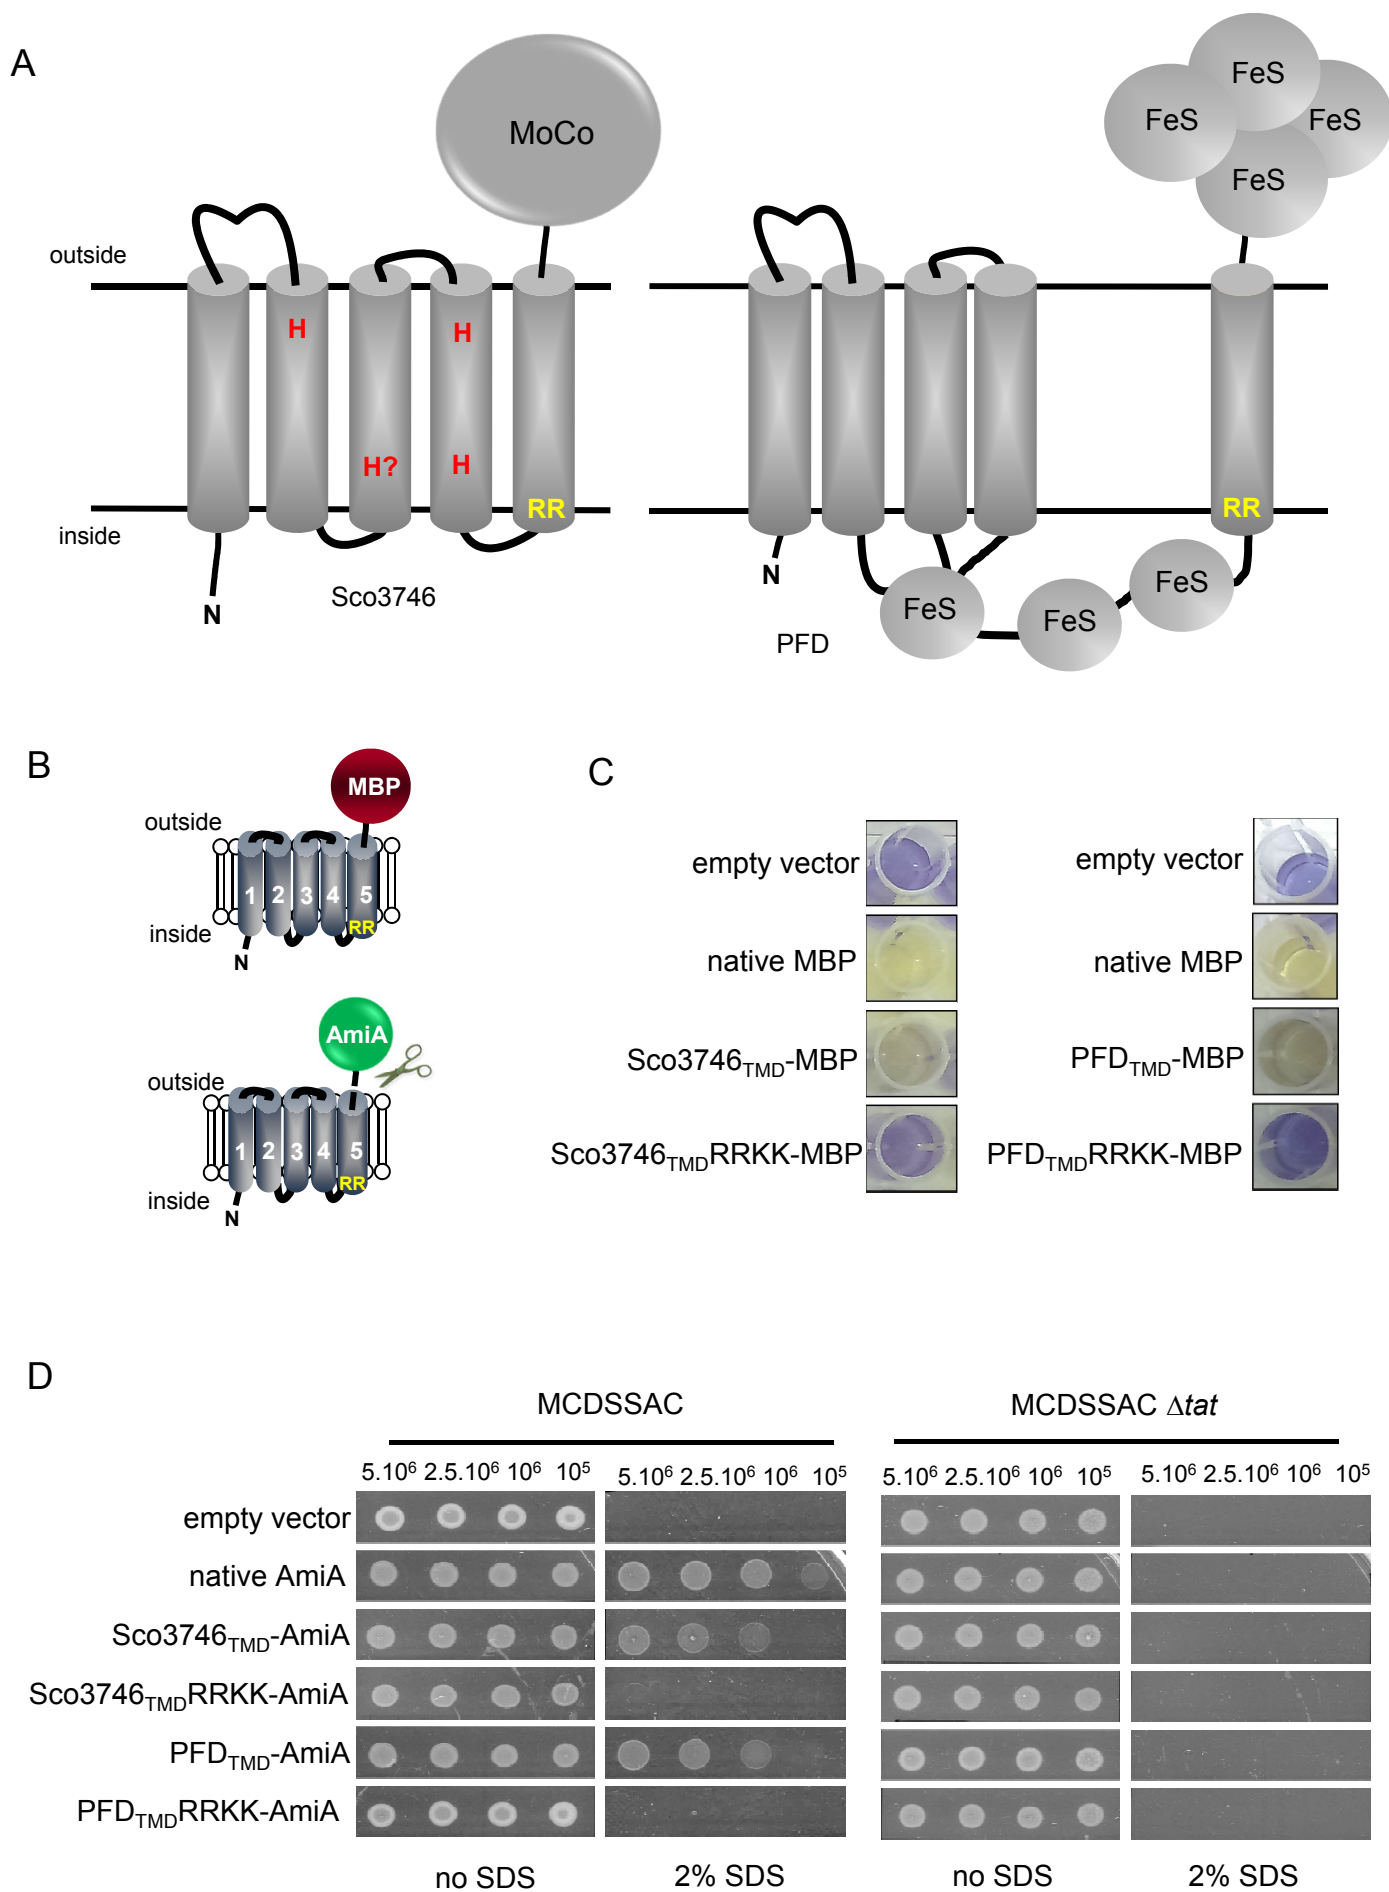 A
MoCo
FeS
FeS FeS
FeS
outside
H H
H? H
RR RR
inside
N
N
Sco3746
FeS FeS FeS
PFD
B
MBP
outside
1 2 3 4 5
RR
inside
N
AmiA
outside
1 2 3 4 5
RR
inside
N
C
empty vector
native MBP
Sco3746TMD-MBP
Sco3746TMDRRKK-MBP
empty vector
native MBP
PFDTMD-MBP
PFDTMDRRKK-MBP
D
MCDSSAC MCDSSAC Δtat
5.10⁶ 2.5.10⁶ 10⁶ 10⁵ 5.10⁶ 2.5.10⁶ 10⁶ 10⁵ 5.10⁶ 2.5.10⁶ 10⁶ 10⁵ 5.10⁶ 2.5.10⁶ 10⁶ 10⁵
empty vector
native AmiA
Sco3746TMD-AmiA
Sco3746TMDRRKK-AmiA
PFDTMD-AmiA
PFDTMDRRKK-AmiA
no SDS 2% SDS no SDS 2% SDS